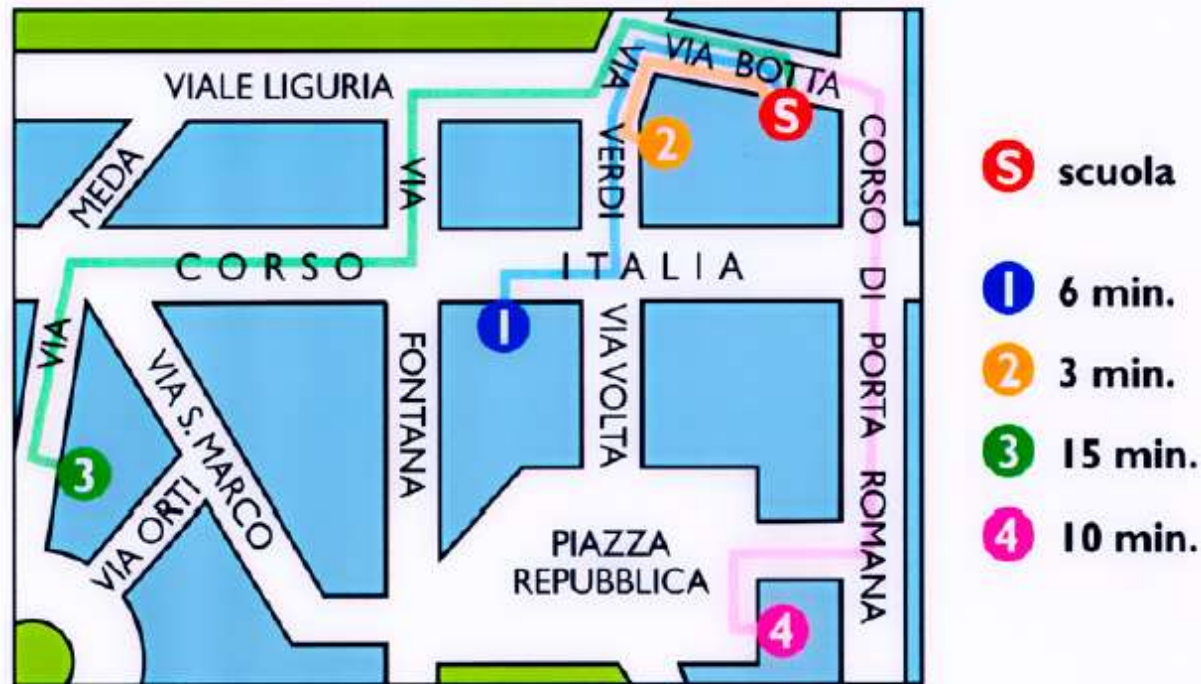 VIALE LIGURIA
VIA BOTTA
VIA
VERDI
S
2
MEDA
VIA
CORSO ITALIA
CORSO DI PORTA ROMANA
1
VIA
VIA S. MARCO
FONTANA
VIA VOLTA
3
VIA ORTI
PIAZZA
REPUBBLICA
4
S scuola
1 6 min.
2 3 min.
3 15 min.
4 10 min.